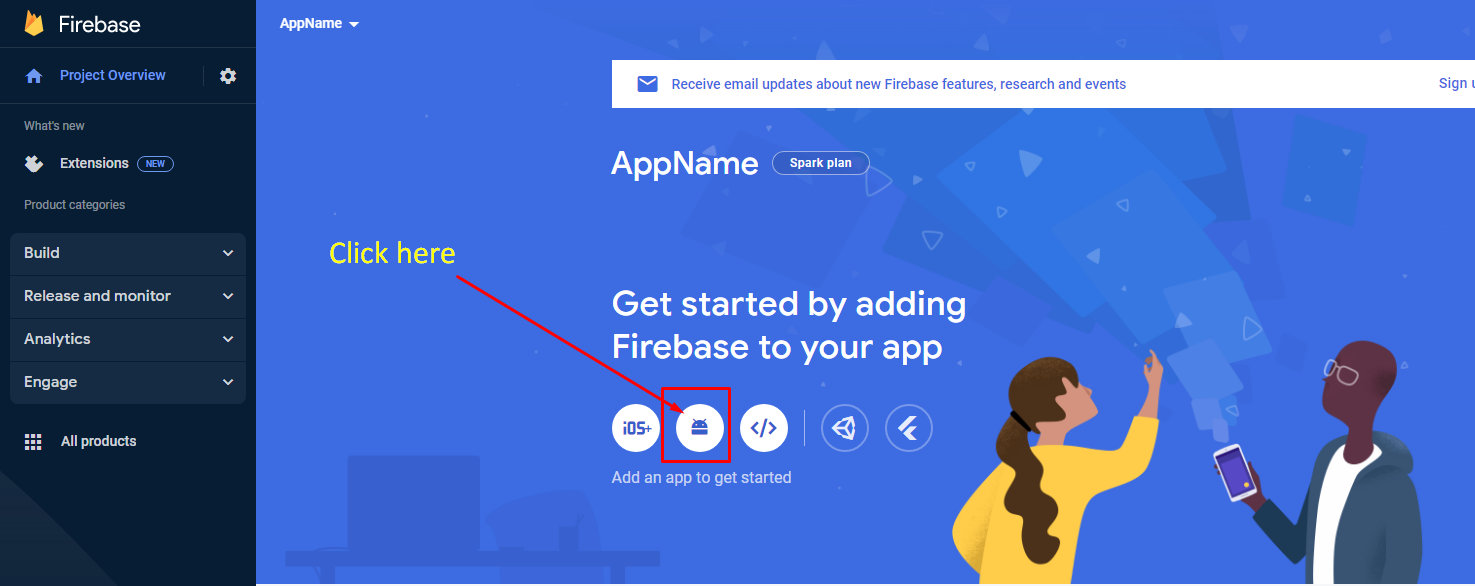 Firebase
AppName
Project Overview
Receive email updates about new Firebase features, research and events
Sign u
What's new
Extensions NEW
AppName Spark plan
Product categories
Build
Click here
Release and monitor
Get started by adding
Firebase to your app
Analytics
Engage
iOS+
</>
All products
Add an app to get started